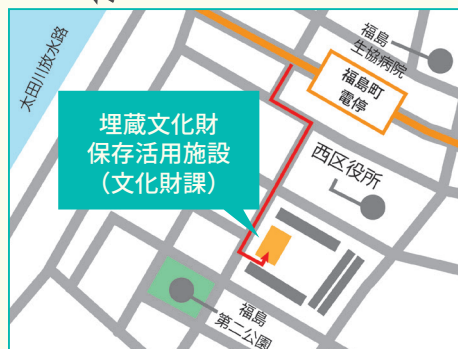 太田川放水路
福島
生協病院
福島町
電停
埋蔵文化財
保存活用施設
（文化財課）
西区役所
福島
第二公園